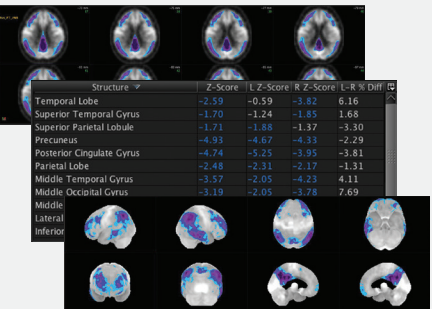 Structure Z-Score L Z-Score R Z-Score L-R % Diff
Temporal Lobe -2.59 -0.59 -3.82 6.16
Superior Temporal Gyrus -1.70 -1.24 -1.85 1.68
Superior Parietal Lobule -1.71 -1.88 -1.37 -3.30
Precuneus -4.93 -4.67 -4.33 -2.29
Posterior Cingulate Gyrus -4.74 -5.25 -3.95 -3.81
Parietal Lobe -2.48 -2.31 -2.17 -1.31
Middle Temporal Gyrus -3.57 -2.05 -4.23 4.11
Middle Occipital Gyrus -3.19 -2.05 -3.78 7.69
Middle
Lateral
Inferior